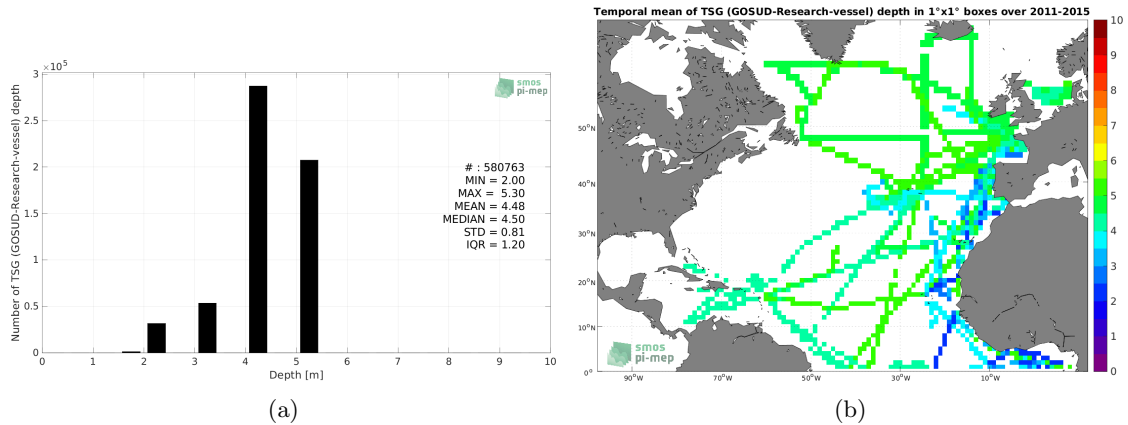 ×10⁵
3
2.5
2
1.5
1
0.5
0
Number of TSG (GOSUD-Research-vessel) depth
smos
pi-mep
# : 580763
MIN = 2.00
MAX = 5.30
MEAN = 4.48
MEDIAN = 4.50
STD = 0.81
IQR = 1.20
0 1 2 3 4 5 6 7 8 9 10
Depth [m]
(a)
Temporal mean of TSG (GOSUD-Research-vessel) depth in 1°x1° boxes over 2011-2015
50°N
40°N
30°N
20°N
10°N
0°
90°W 70°W 50°W 30°W 10°W
smos
pi-mep
10
9
8
7
6
5
4
3
2
1
0
(b)